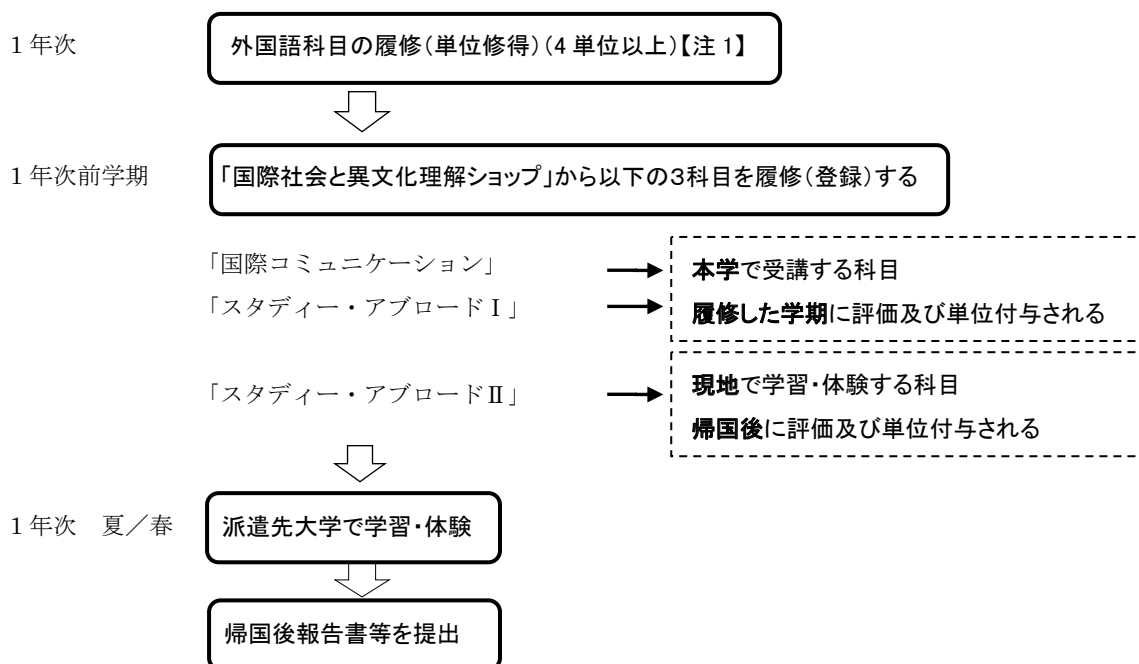 1 年次
外国語科目の履修（単位修得）（4 単位以上）【注 1】
1 年次前学期
「国際社会と異文化理解ショップ」から以下の３科目を履修（登録）する
「国際コミュニケーション」
本学で受講する科目
「スタディー・アブロードⅠ」
履修した学期に評価及び単位付与される
「スタディー・アブロードⅡ」
現地で学習・体験する科目
帰国後に評価及び単位付与される
1 年次　夏／春
派遣先大学で学習・体験
帰国後報告書等を提出